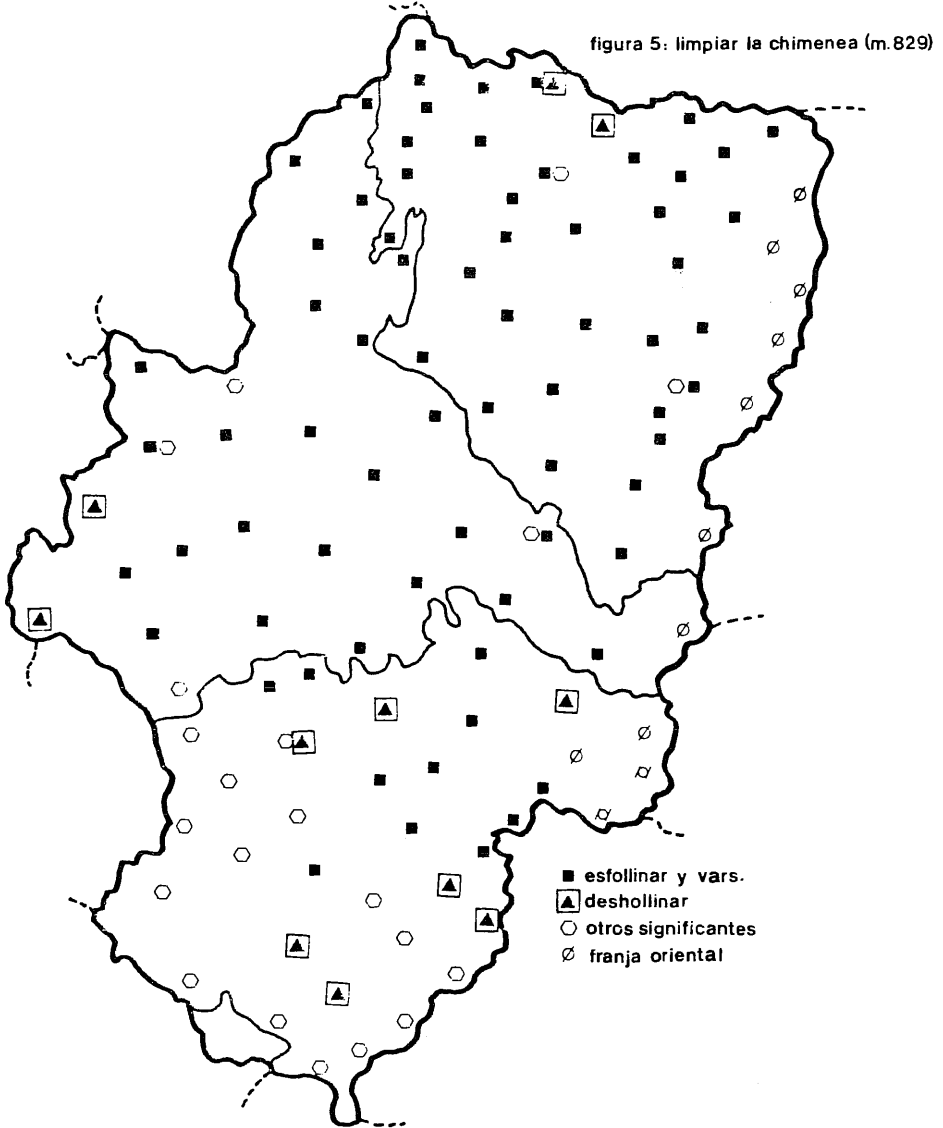 figura 5: limpiar la chimenea (m.829)
esfollinar y vars.
deshollinar
otros significantes
franja oriental